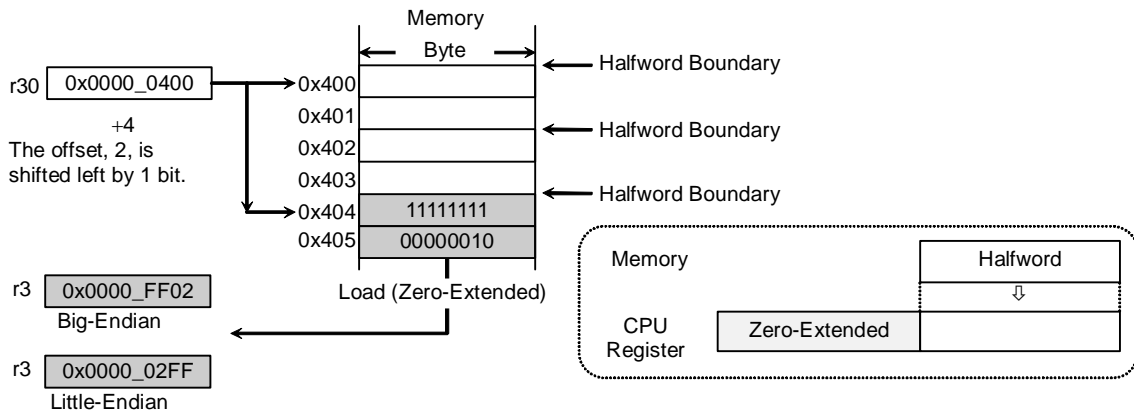 Memory
Byte
Halfword Boundary
r30 0x0000_0400
0x400
+4
The offset, 2, is
shifted left by 1 bit.
0x401
Halfword Boundary
0x402
0x403
Halfword Boundary
0x404 11111111
0x405 00000010
Load (Zero-Extended)
r3 0x0000_FF02
Big-Endian
r3 0x0000_02FF
Little-Endian
Memory Halfword
⇩
CPU
Register
Zero-Extended